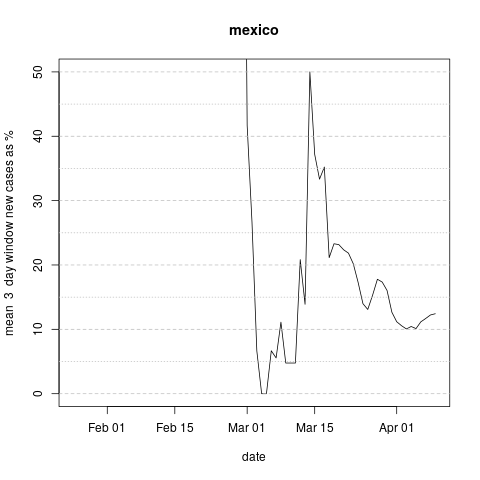 mexico
mean 3 day window new cases as %
50
40
30
20
10
0
Feb 01
Feb 15
Mar 01
Mar 15
Apr 01
date